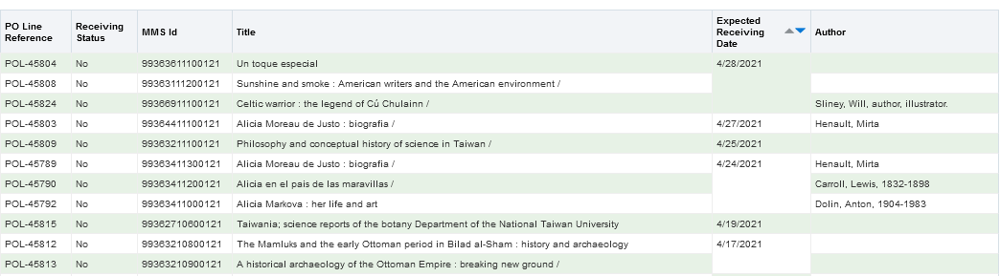 PO Line Reference Receiving Status MMS Id Title Expected Receiving Date Author
POL-45804 No 99363611100121 Un toque especial 4/28/2021
POL-45808 No 99363111200121 Sunshine and smoke : American writers and the American environment /
POL-45824 No 99366911100121 Celtic warrior : the legend of Cú Chulainn / Sliney, Will, author, illustrator.
POL-45803 No 99364411100121 Alicia Moreau de Justo : biografia / 4/27/2021 Henault, Mirta
POL-45809 No 99363211100121 Philosophy and conceptual history of science in Taiwan / 4/25/2021
POL-45789 No 99363411300121 Alicia Moreau de Justo : biografia / 4/24/2021 Henault, Mirta
POL-45790 No 99363411200121 Alicia en el pais de las maravillas / Carroll, Lewis, 1832-1898
POL-45792 No 99363411000121 Alicia Markova : her life and art Dolin, Anton, 1904-1983
POL-45815 No 99362710600121 Taiwania; science reports of the botany Department of the National Taiwan University 4/19/2021
POL-45812 No 99363210800121 The Mamluks and the early Ottoman period in Bilad al-Sham : history and archaeology 4/17/2021
POL-45813 No 99363210900121 A historical archaeology of the Ottoman Empire : breaking new ground /